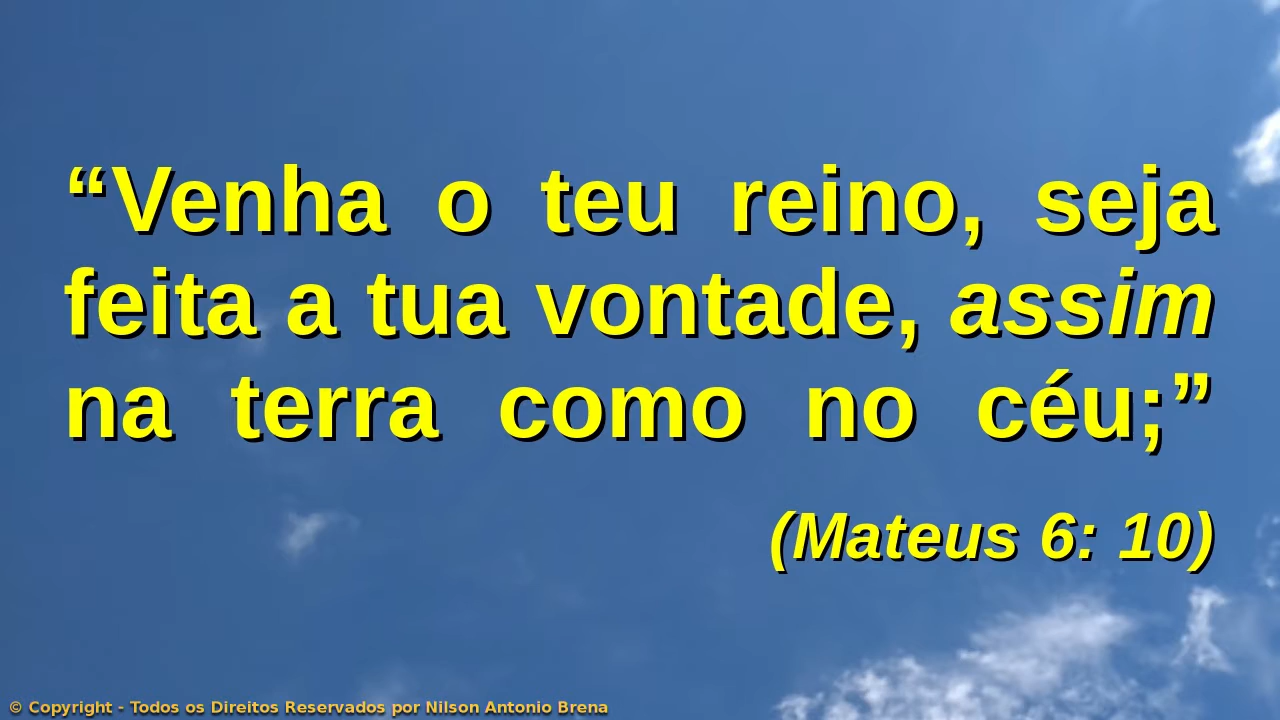 “Venha o teu reino, seja
feita a tua vontade, assim
na terra como no céu;”
(Mateus 6: 10)
© Copyright - Todos os Direitos Reservados por Nilson Antonio Brena